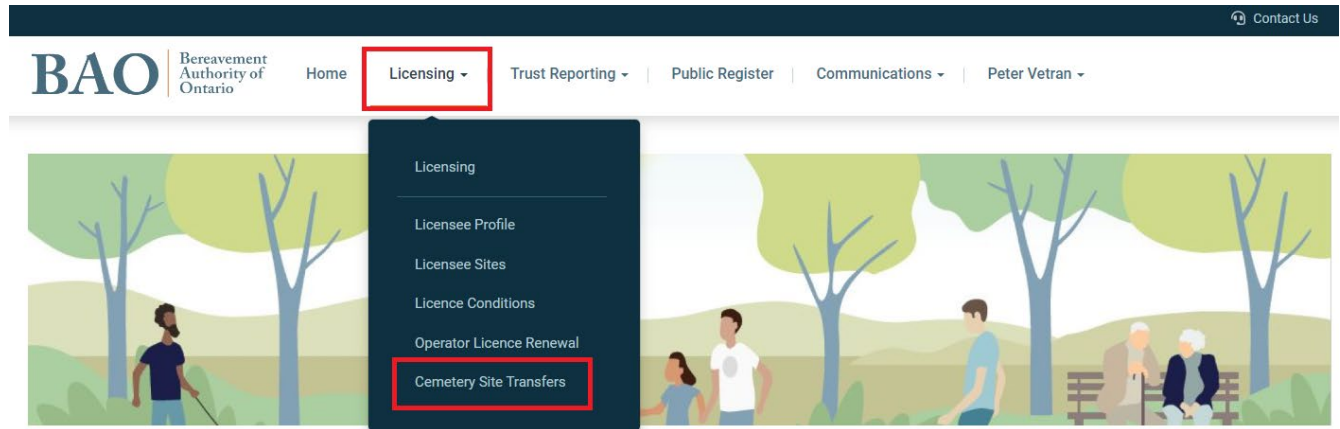 Contact Us
BAO
Bereavement
Authority of
Ontario
Home Licensing Trust Reporting Public Register Communications Peter Vetran
Licensing
Licensee Profile
Licensee Sites
Licence Conditions
Operator Licence Renewal
Cemetery Site Transfers